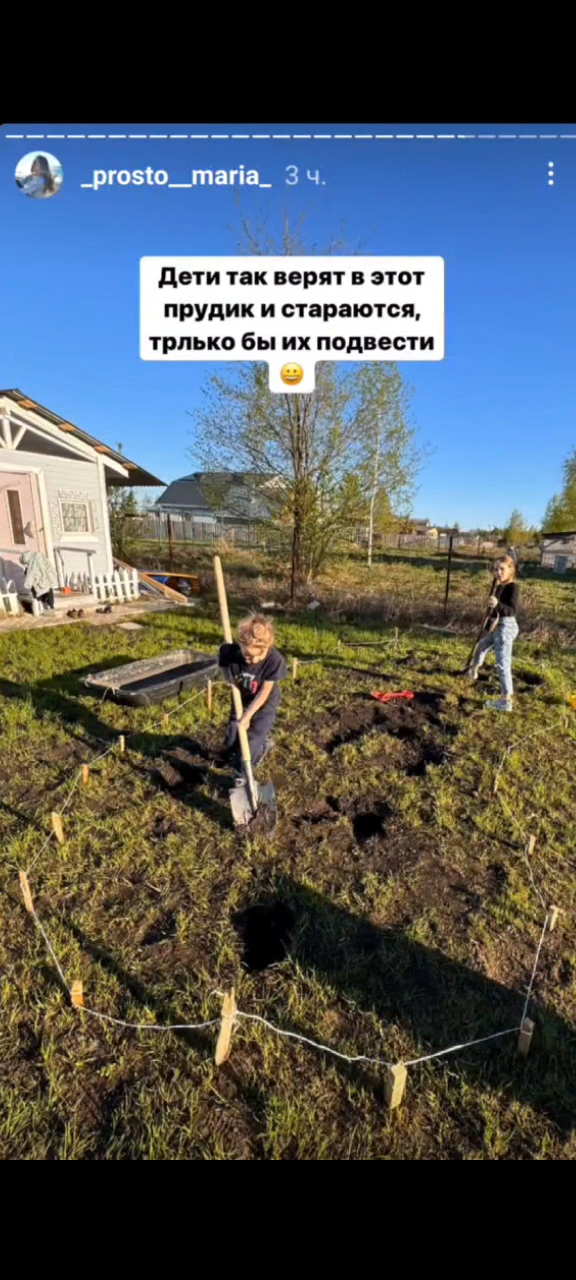 _prosto__maria_ 3 ч.
Дети так верят в этот
прудик и стараются,
трлько бы их подвести
😀